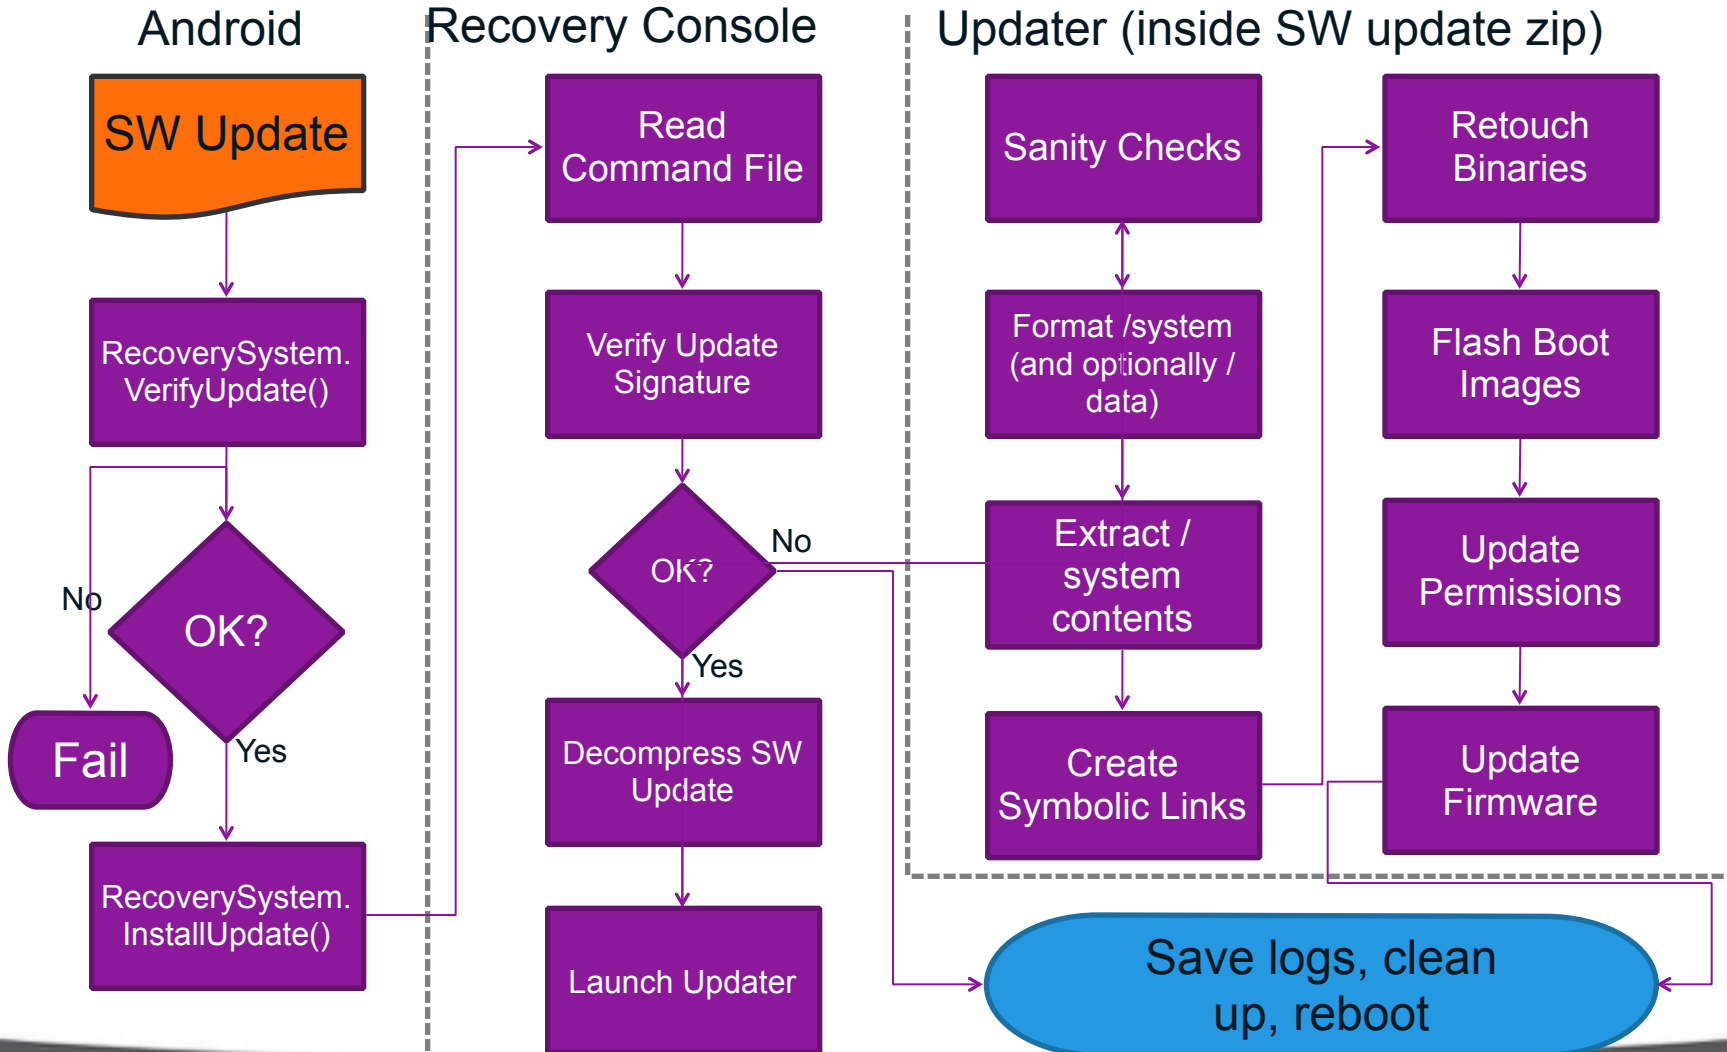 Android
Recovery Console
Updater (inside SW update zip)
SW Update
RecoverySystem.
VerifyUpdate()
No
OK?
Yes
Fail
RecoverySystem.
InstallUpdate()
Read
Command File
Verify Update
Signature
OK?
No
Yes
Decompress SW
Update
Launch Updater
Sanity Checks
Format /system
(and optionally /
data)
Extract /
system
contents
Create
Symbolic Links
Retouch
Binaries
Flash Boot
Images
Update
Permissions
Update
Firmware
Save logs, clean
up, reboot